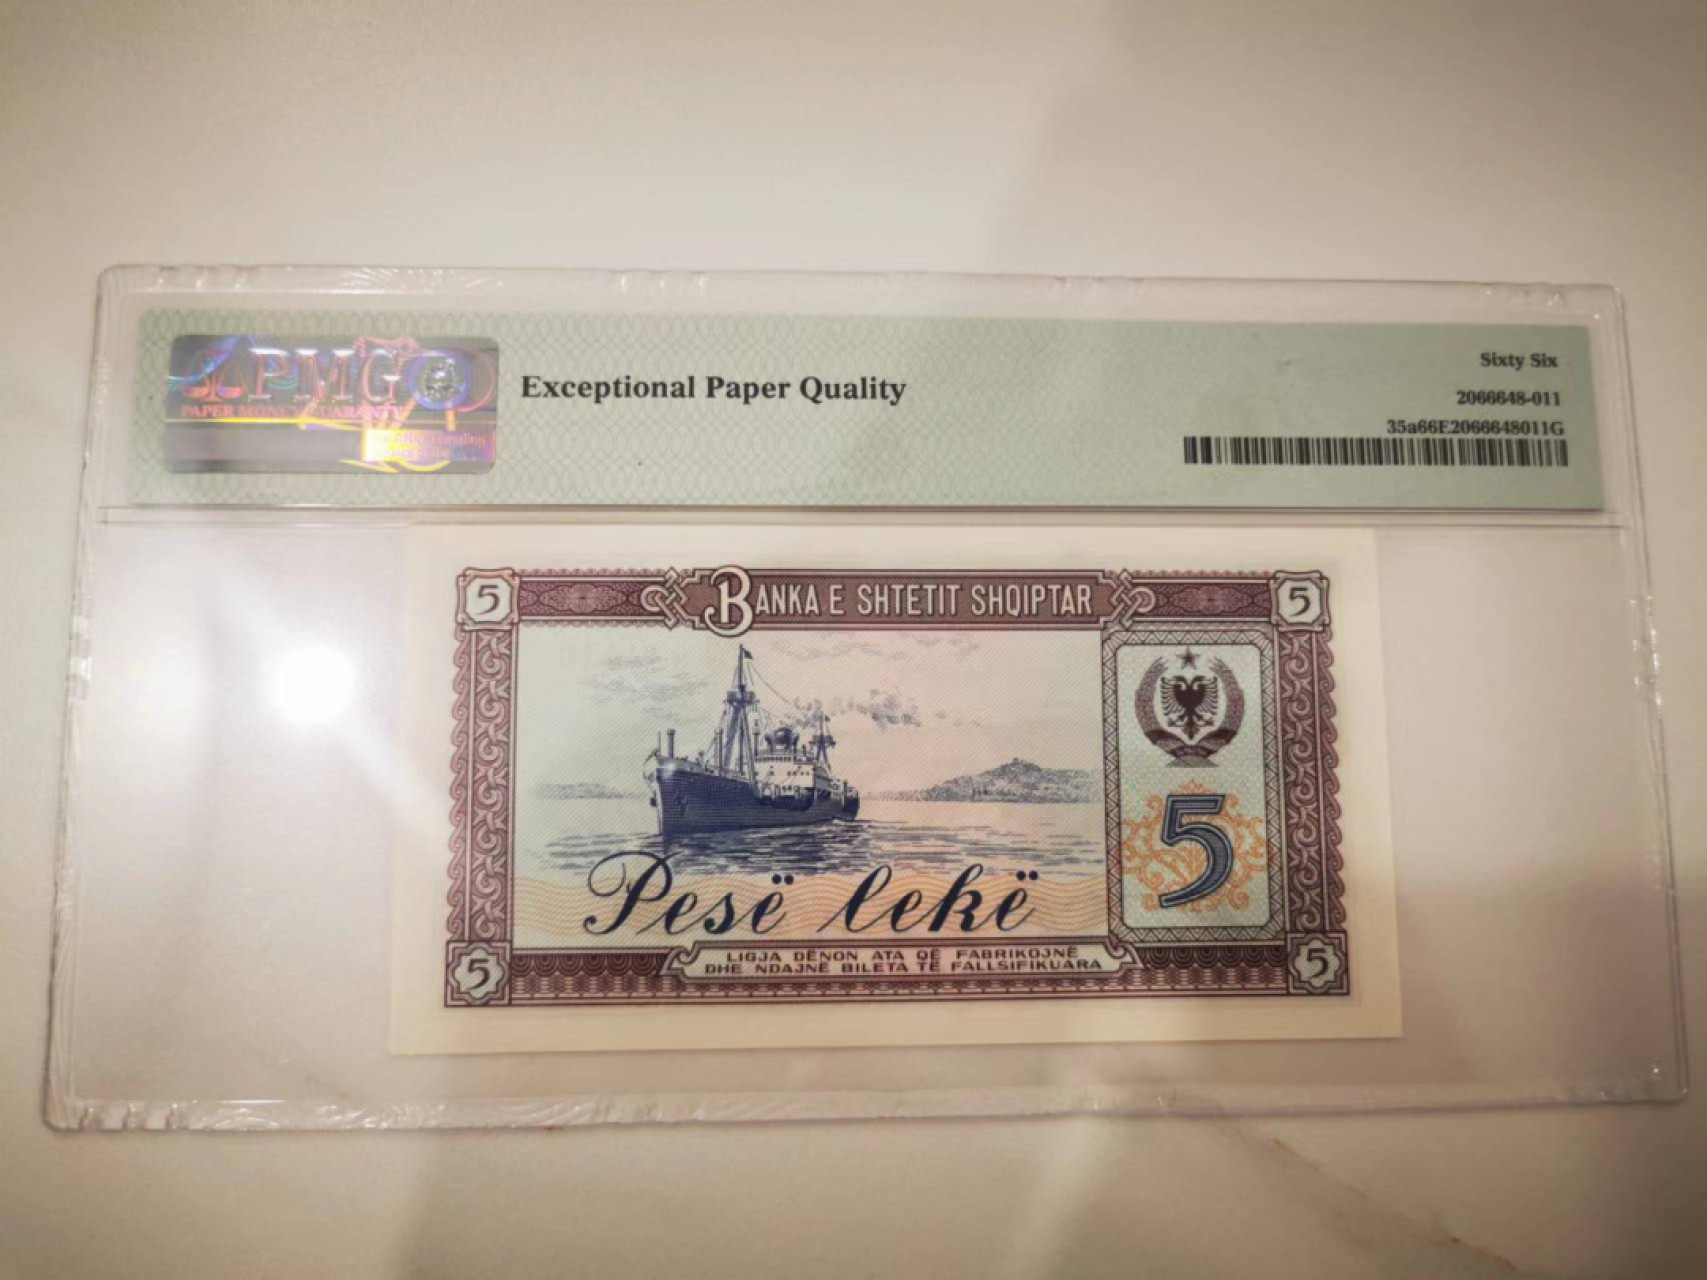 PMG
PAPER MONEY GUARANTY
Exceptional Paper Quality
Sixty Six
2066648-011
35a66E2066648011G
5
BANKA E SHTETIT SHQIPTAR
5
5
Pesë lekë
5
LIGJA DËNON ATA QË FABRIKOJNË
DHE NDAJNË BILETA TË FALLSIFIKUARA
5